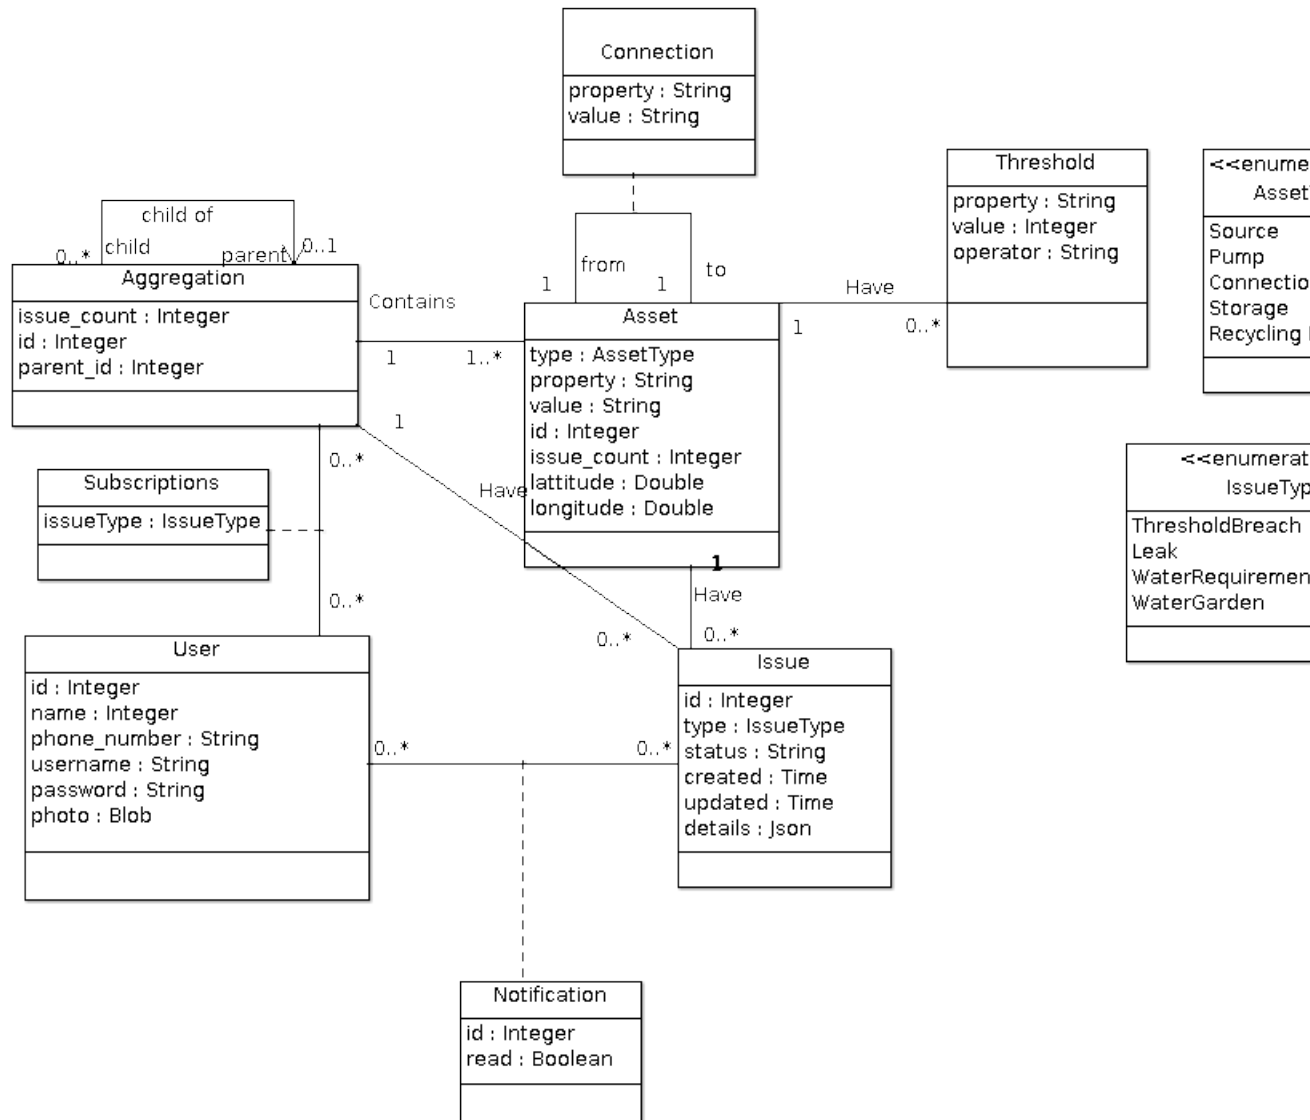 Connection
property : String
value : String
Threshold
property : String
value : Integer
operator : String
<<enume
Asset
Source
Pump
Connectio
Storage
Recycling
child of
child
parent
0..*
0..1
Aggregation
issue_count : Integer
id : Integer
parent_id : Integer
Contains
1
1..*
from
to
1
1
Asset
type : AssetType
property : String
value : String
id : Integer
issue_count : Integer
lattitude : Double
longitude : Double
Have
1
0..*
<<enumerat
IssueTyp
ThresholdBreach
Leak
WaterRequiremen
WaterGarden
1
0..*
Have
Subscriptions
issueType : IssueType
0..*
1
Have
0..*
0..*
User
id : Integer
name : Integer
phone_number : String
username : String
password : String
photo : Blob
0..*
0..*
Issue
id : Integer
type : IssueType
status : String
created : Time
updated : Time
details : Json
Notification
id : Integer
read : Boolean